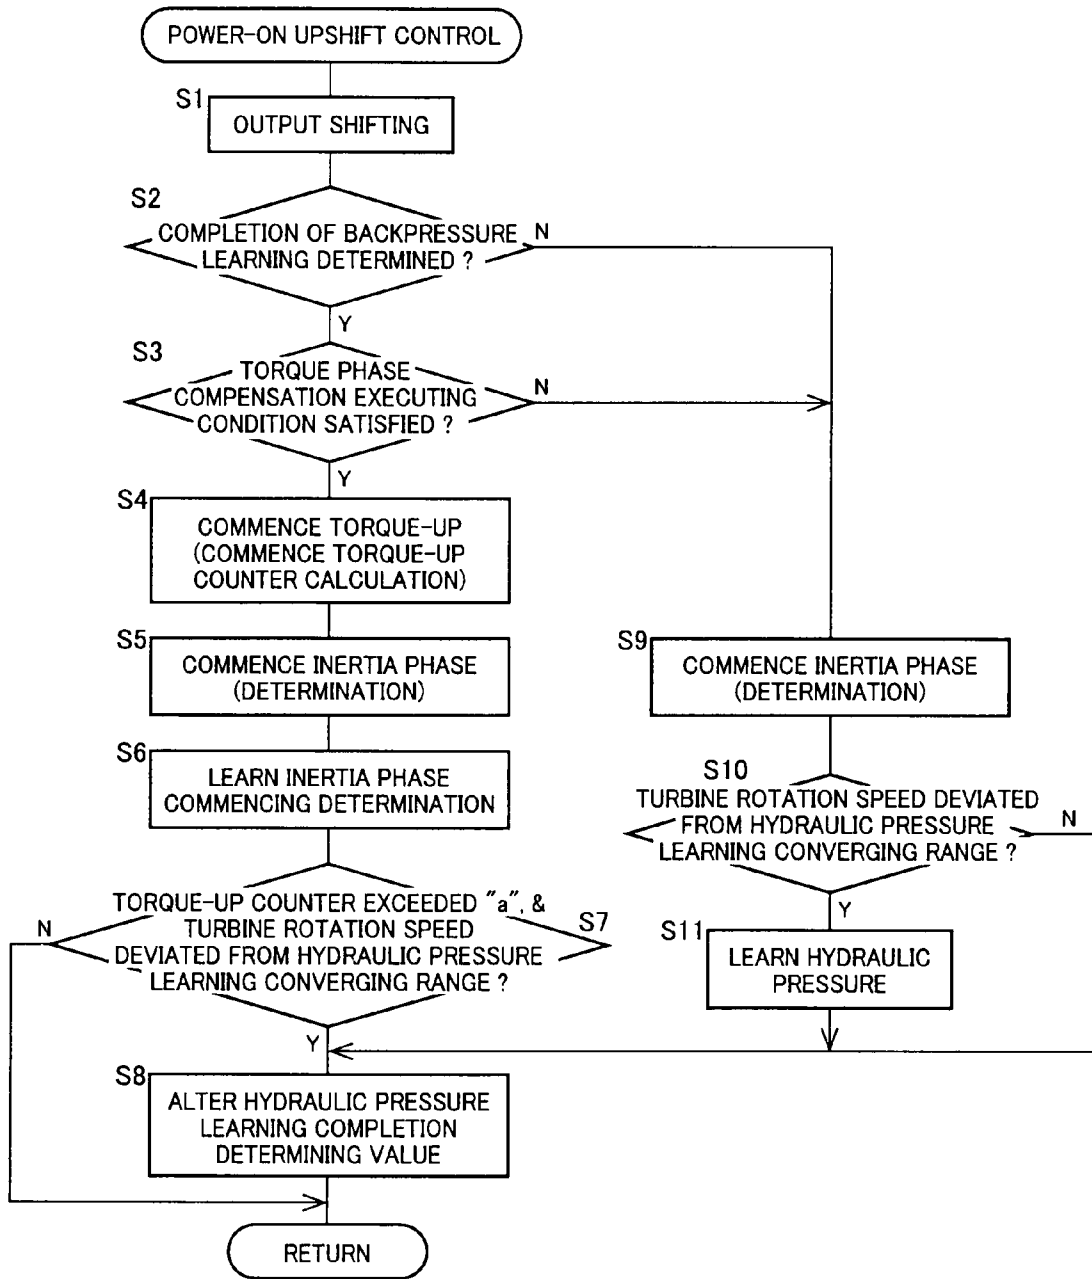 POWER-ON UPSHIFT CONTROL
S1
OUTPUT SHIFTING
S2
COMPLETION OF BACKPRESSURE
LEARNING DETERMINED ?
N
Y
S3
TORQUE PHASE
COMPENSATION EXECUTING
CONDITION SATISFIED ?
N
Y
S4
COMMENCE TORQUE-UP
(COMMENCE TORQUE-UP
COUNTER CALCULATION)
S5
COMMENCE INERTIA PHASE
(DETERMINATION)
S6
LEARN INERTIA PHASE
COMMENCING DETERMINATION
S7
TORQUE-UP COUNTER EXCEEDED "a", &
TURBINE ROTATION SPEED
DEVIATED FROM HYDRAULIC PRESSURE
LEARNING CONVERGING RANGE ?
N
Y
S8
ALTER HYDRAULIC PRESSURE
LEARNING COMPLETION
DETERMINING VALUE
S9
COMMENCE INERTIA PHASE
(DETERMINATION)
S10
TURBINE ROTATION SPEED DEVIATED
FROM HYDRAULIC PRESSURE
LEARNING CONVERGING RANGE ?
N
Y
S11
LEARN HYDRAULIC
PRESSURE
RETURN